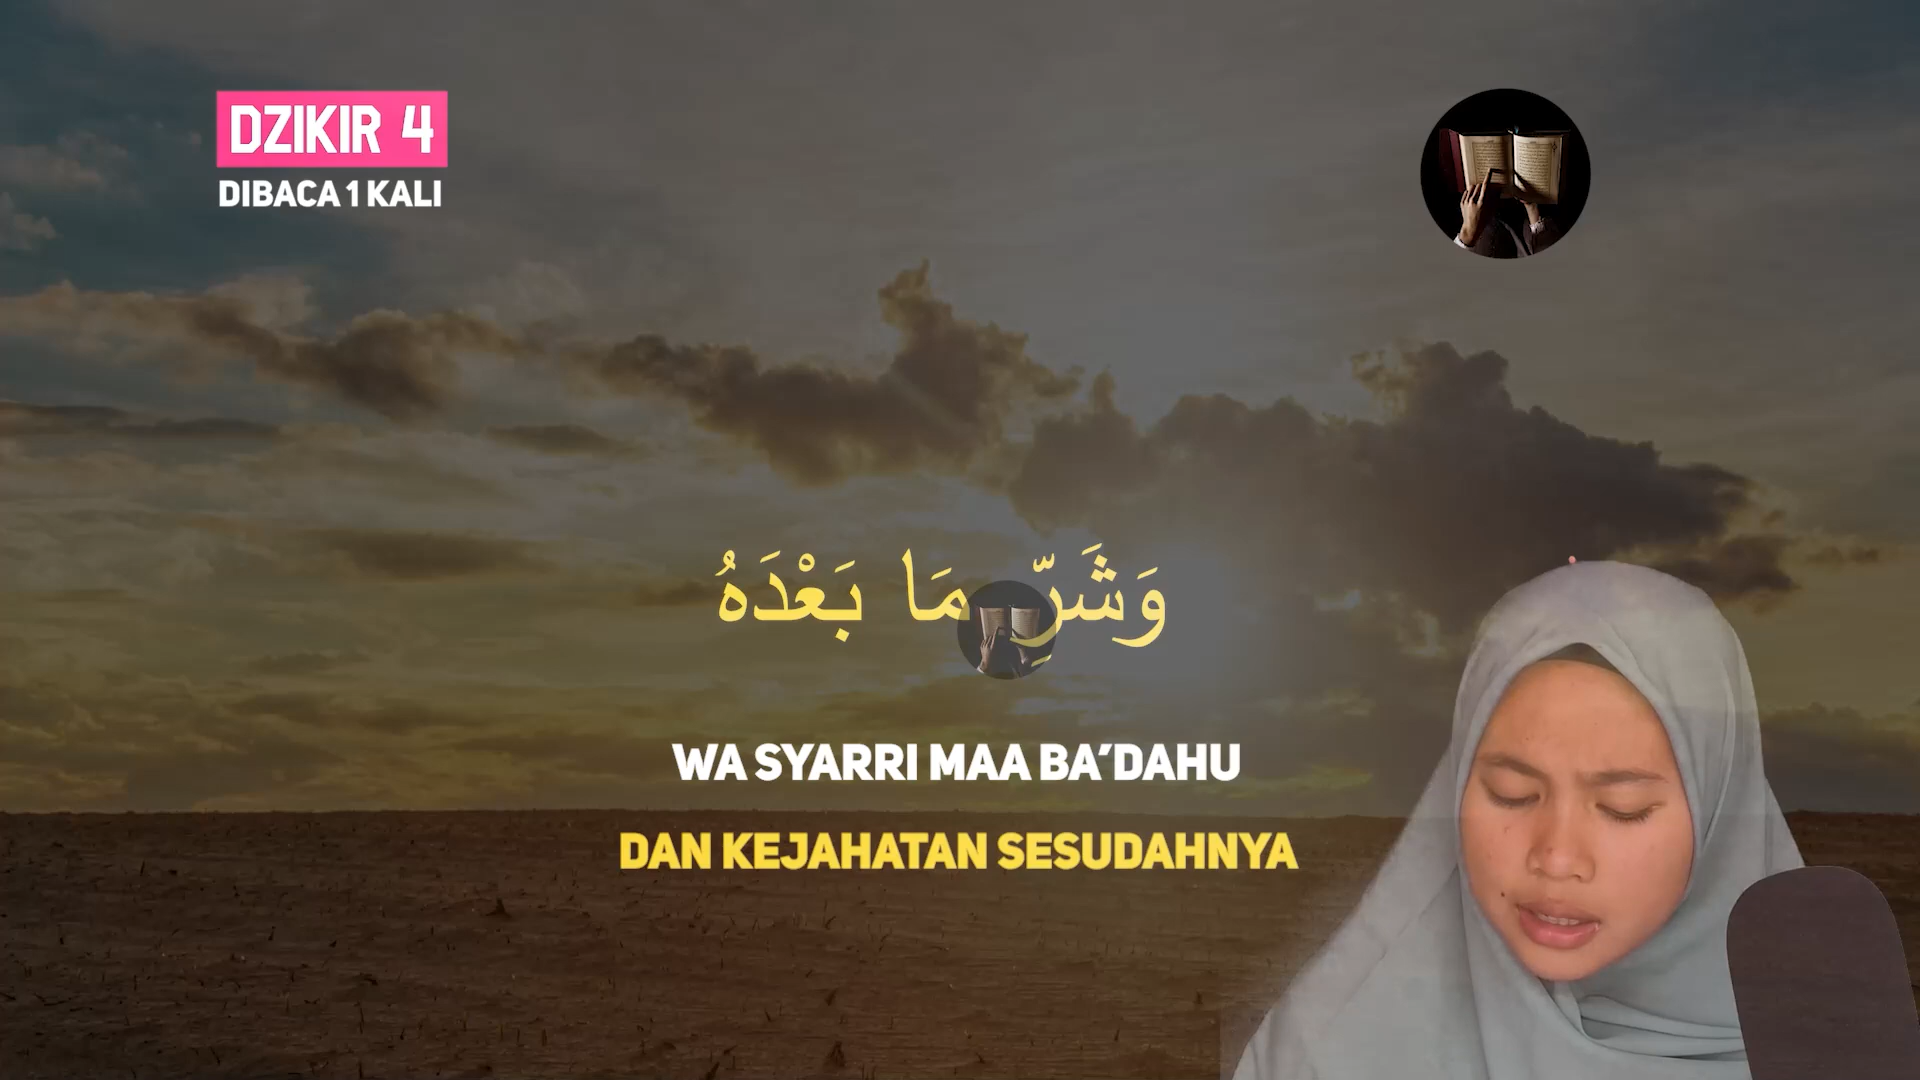 DZIKIR 4
DIBACA 1 KALI
وَشَرِّ مَا بَعْدَهُ
WA SYARRI MAA BA’DAHU
DAN KEJAHATAN SESUDAHNYA